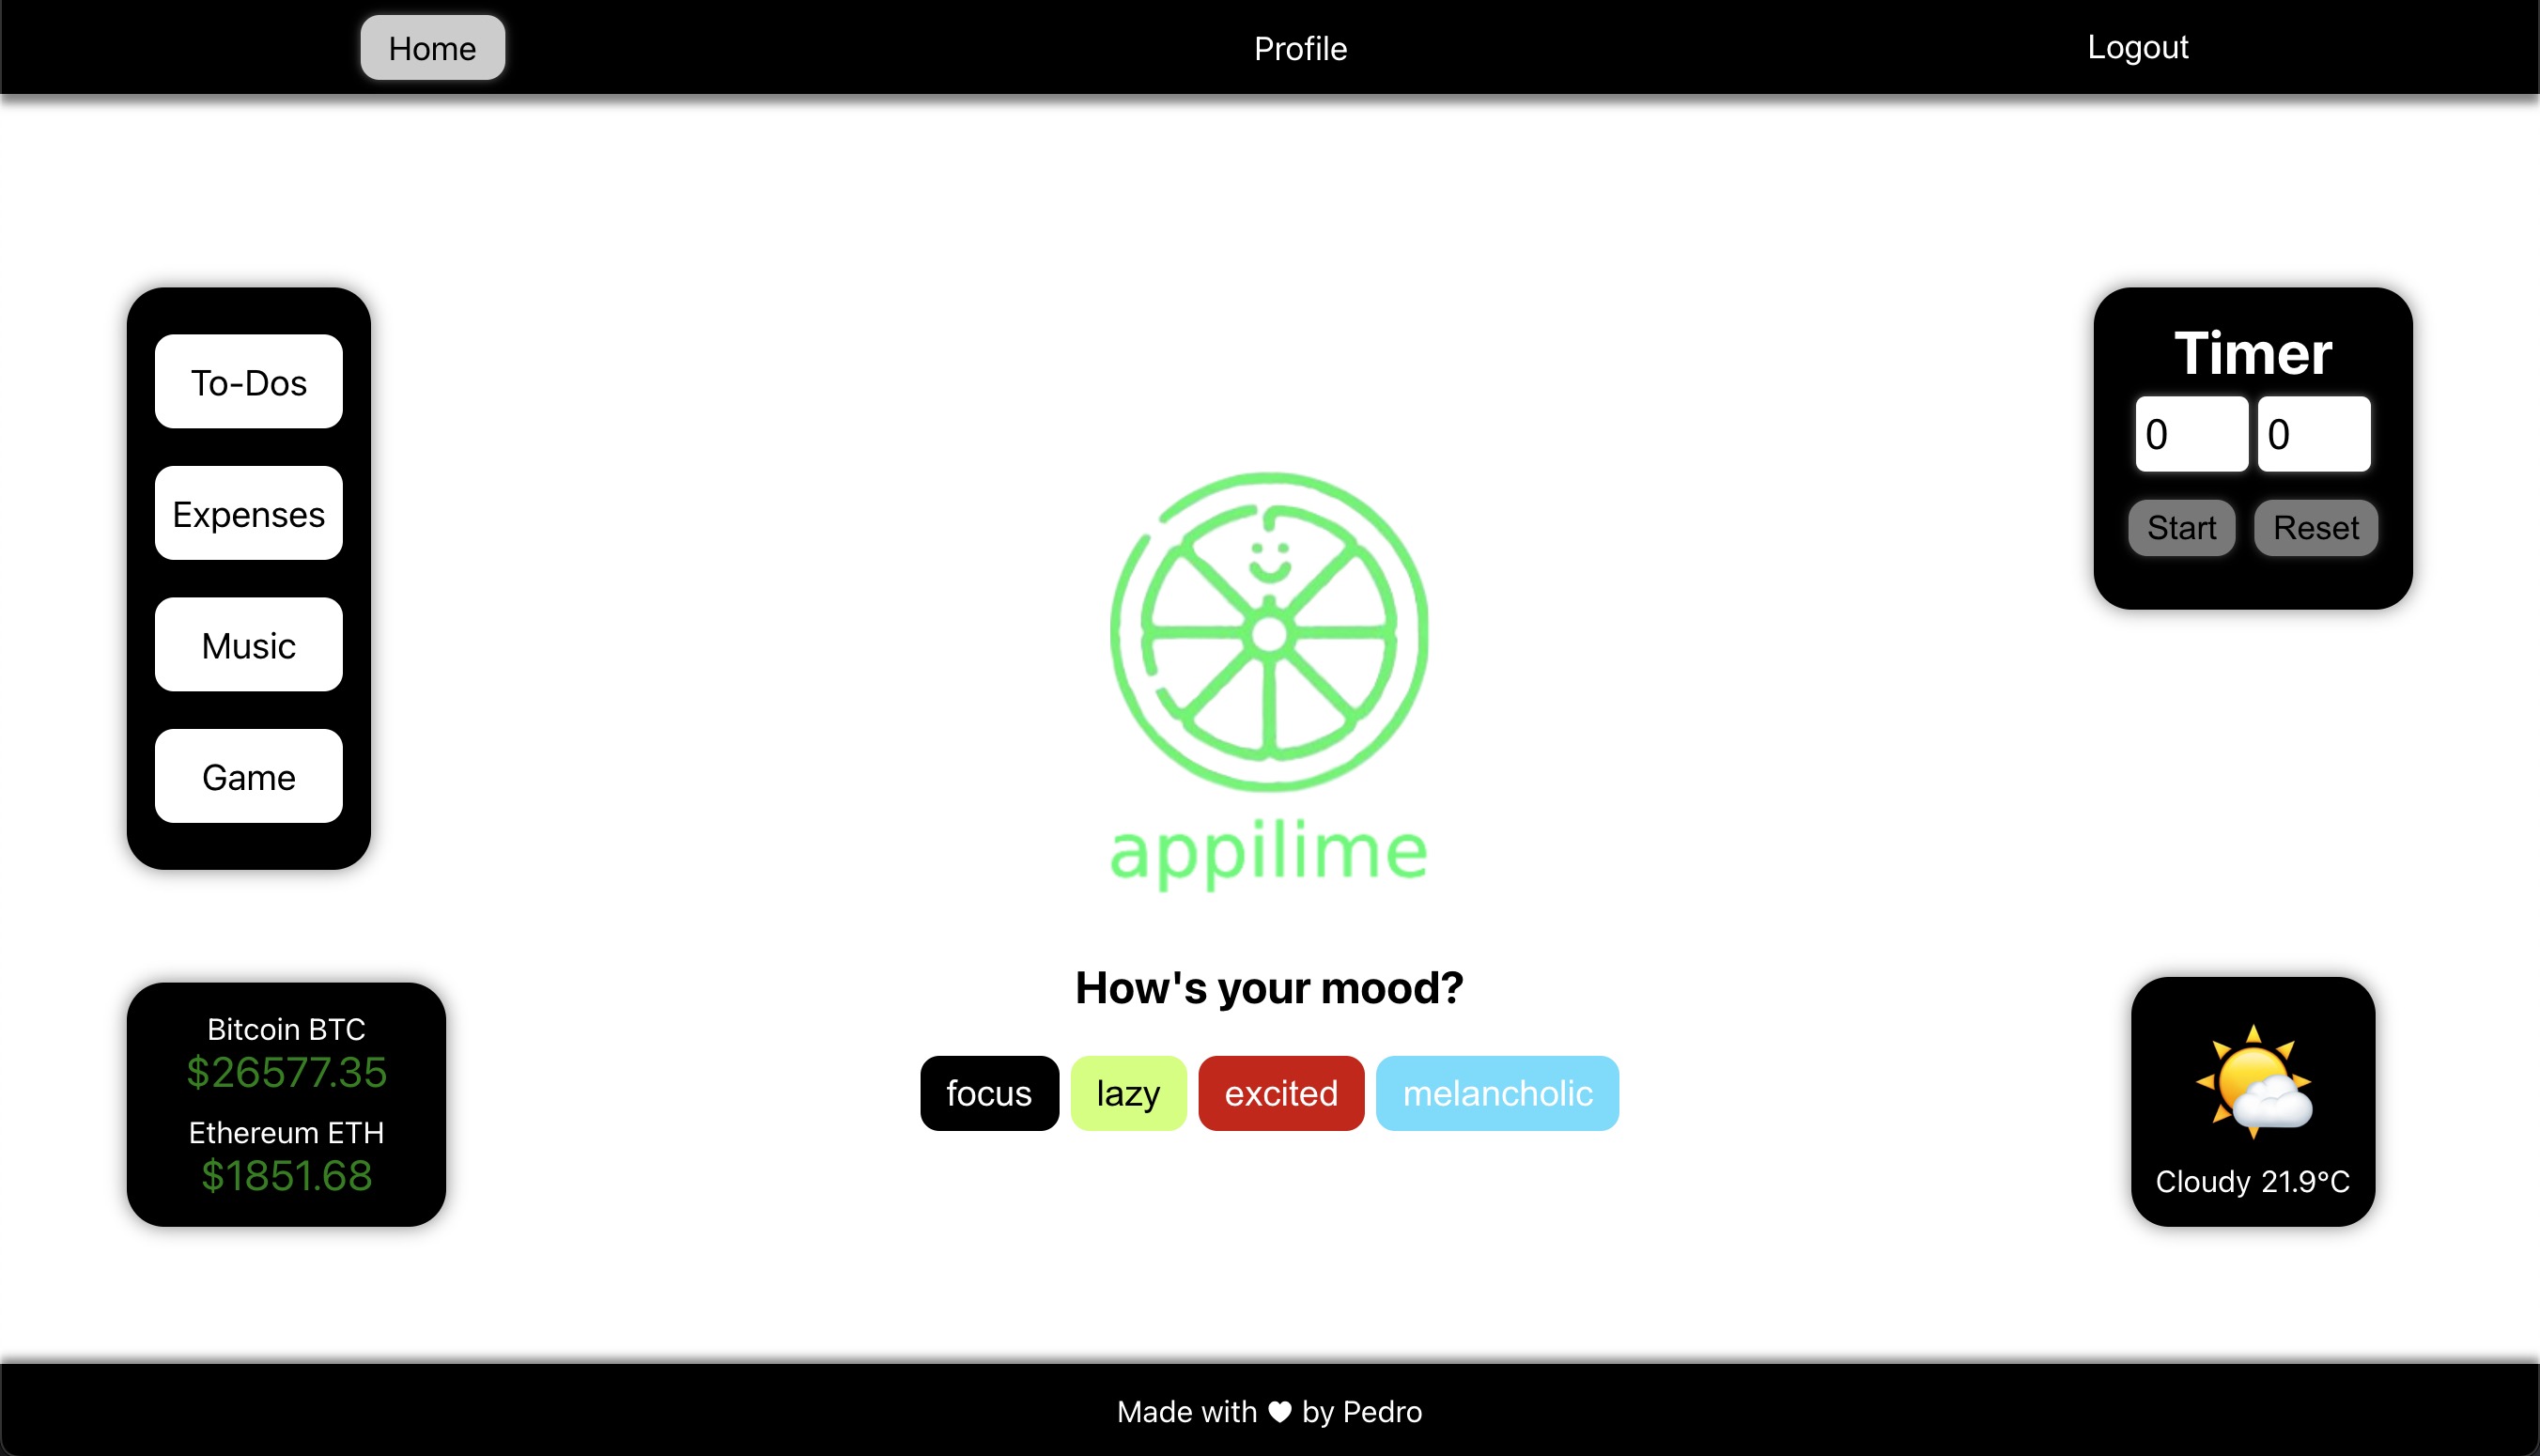 Home
Profile
Logout
To-Dos
Expenses
Music
Game
Timer
0 0
Start Reset
appilime
How's your mood?
focus lazy excited melancholic
Bitcoin BTC
$26577.35
Ethereum ETH
$1851.68
Cloudy 21.9°C
Made with ♥ by Pedro